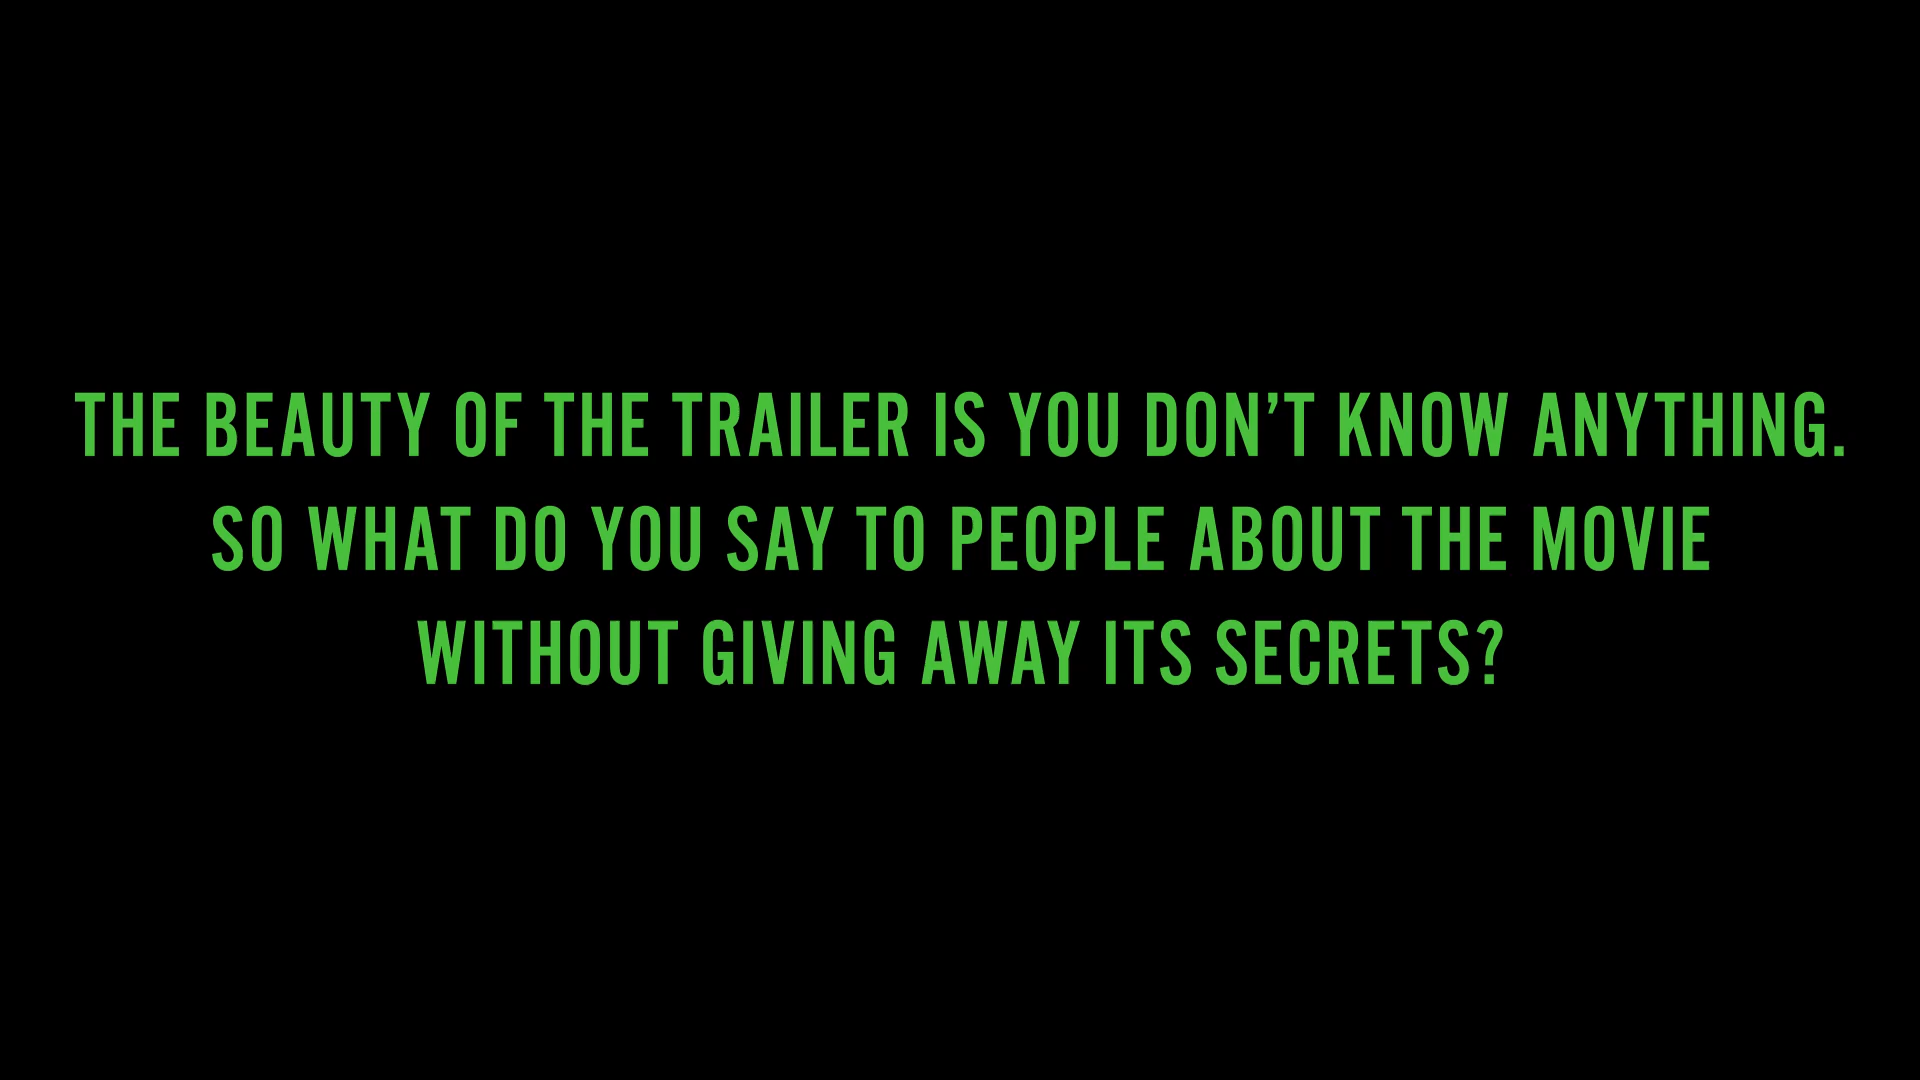 THE BEAUTY OF THE TRAILER IS YOU DON’T KNOW ANYTHING.
SO WHAT DO YOU SAY TO PEOPLE ABOUT THE MOVIE
WITHOUT GIVING AWAY ITS SECRETS?